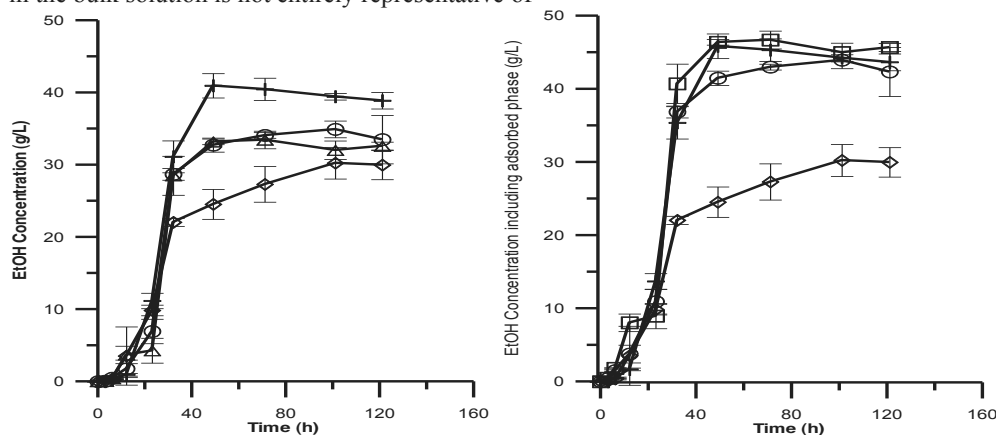 in the bulk solution is not entirely representative of
50
40
30
20
10
0
EtOH Concentration (g/L)
0 40 80 120 160
Time (h)
50
40
30
20
10
0
EtOH Concentration including adsorbed phase (g/L)
0 40 80 120 160
Time (h)